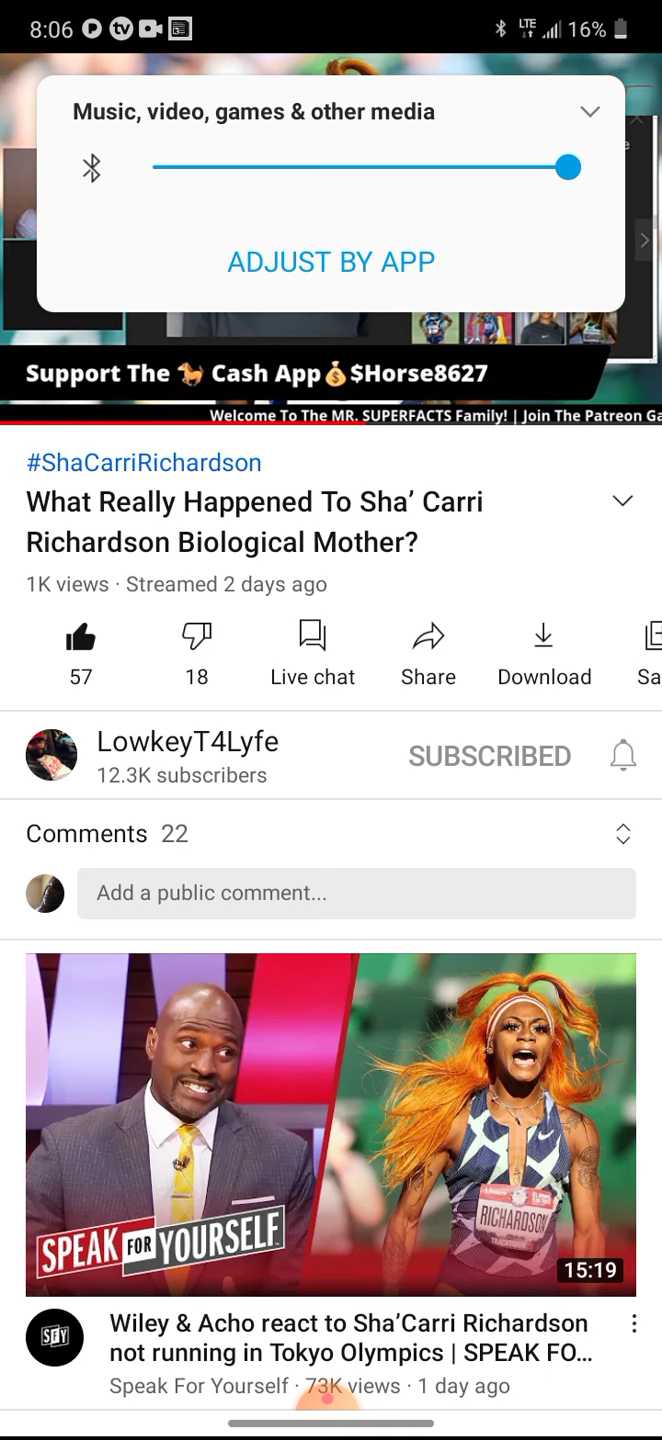 8:06
tv
LTE
16%
Music, video, games & other media
ADJUST BY APP
Support The 🐎 Cash App💰$Horse8627
Welcome To The MR. SUPERFACTS Family! | Join The Patreon Ga
#ShaCarriRichardson
What Really Happened To Sha’ Carri
Richardson Biological Mother?
1K views · Streamed 2 days ago
57
18
Live chat
Share
Download
Sa
LowkeyT4Lyfe
12.3K subscribers
SUBSCRIBED
Comments 22
Add a public comment...
RICHARDSON
SPEAK FOR YOURSELF
15:19
SFY
Wiley & Acho react to Sha’Carri Richardson
not running in Tokyo Olympics | SPEAK FO...
Speak For Yourself · 73K views · 1 day ago